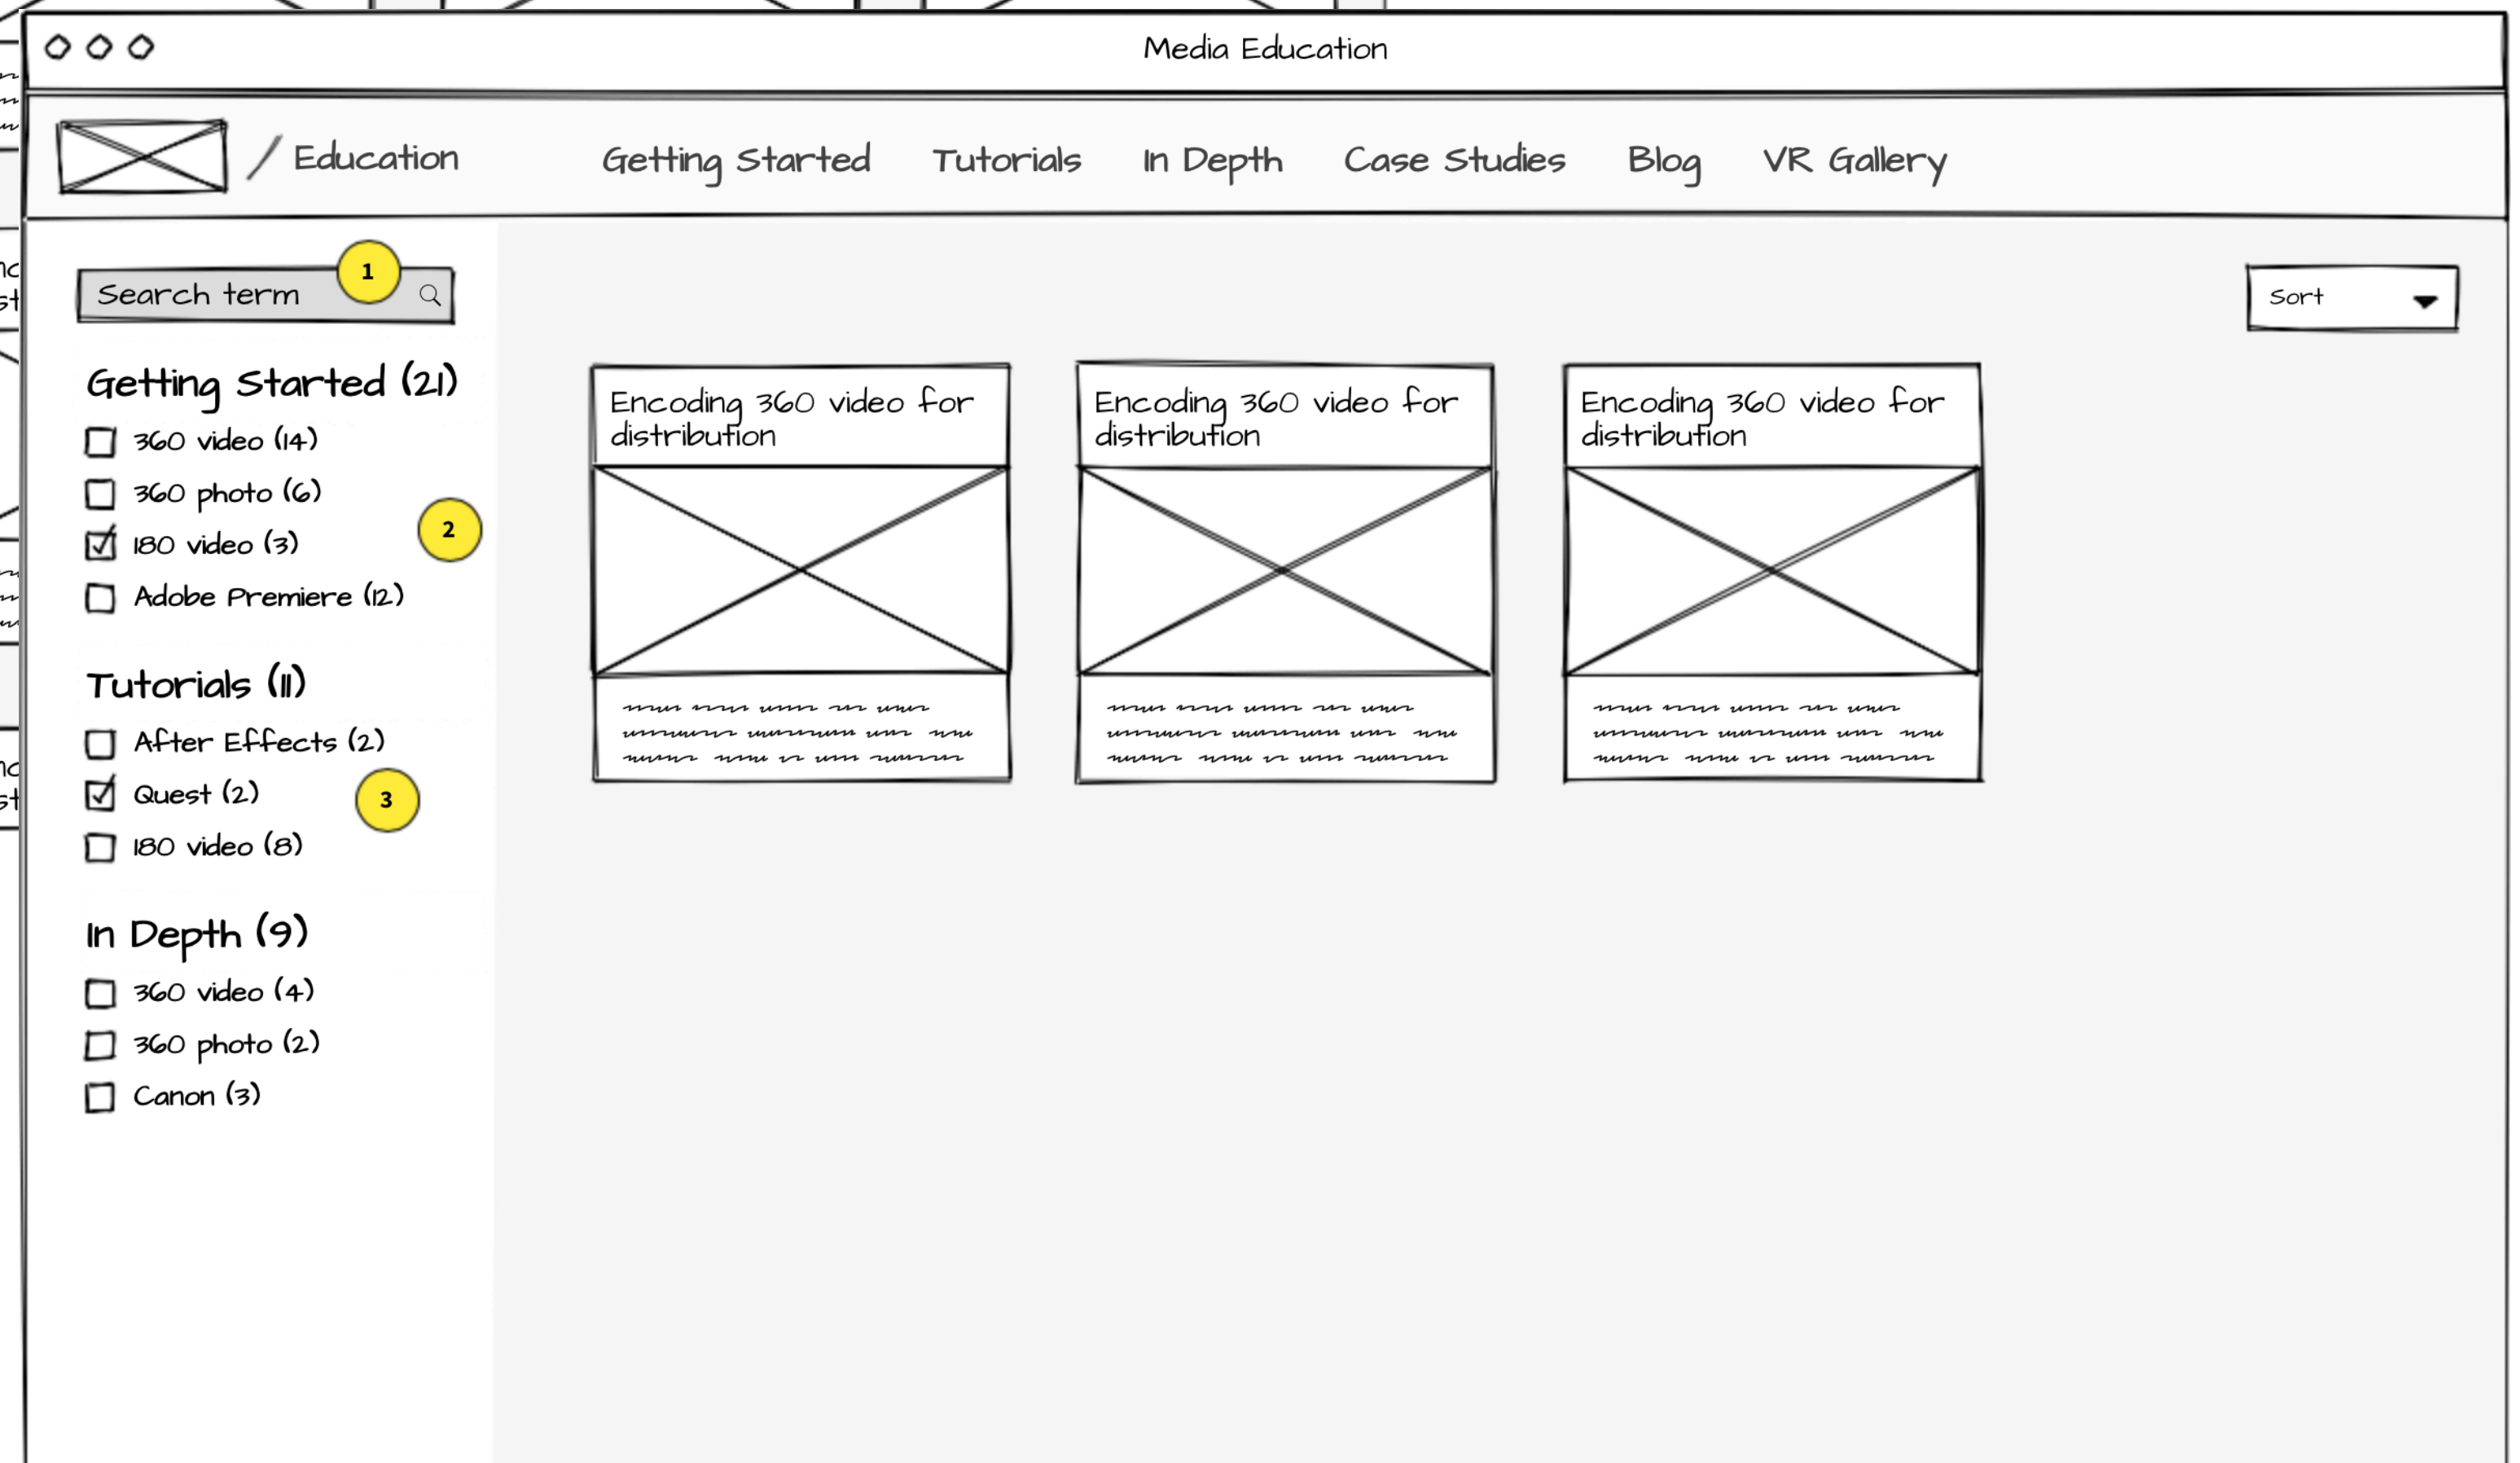 Media Education
/ Education
Getting Started
Tutorials
In Depth
Case Studies
Blog
VR Gallery
1
Search term
Sort
Getting Started (21)
360 video (14)
360 photo (6)
2
180 video (3)
Adobe Premiere (12)
Tutorials (11)
After Effects (2)
Quest (2)
3
180 video (8)
In Depth (9)
360 video (4)
360 photo (2)
Canon (3)
Encoding 360 video for
distribution
Encoding 360 video for
distribution
Encoding 360 video for
distribution